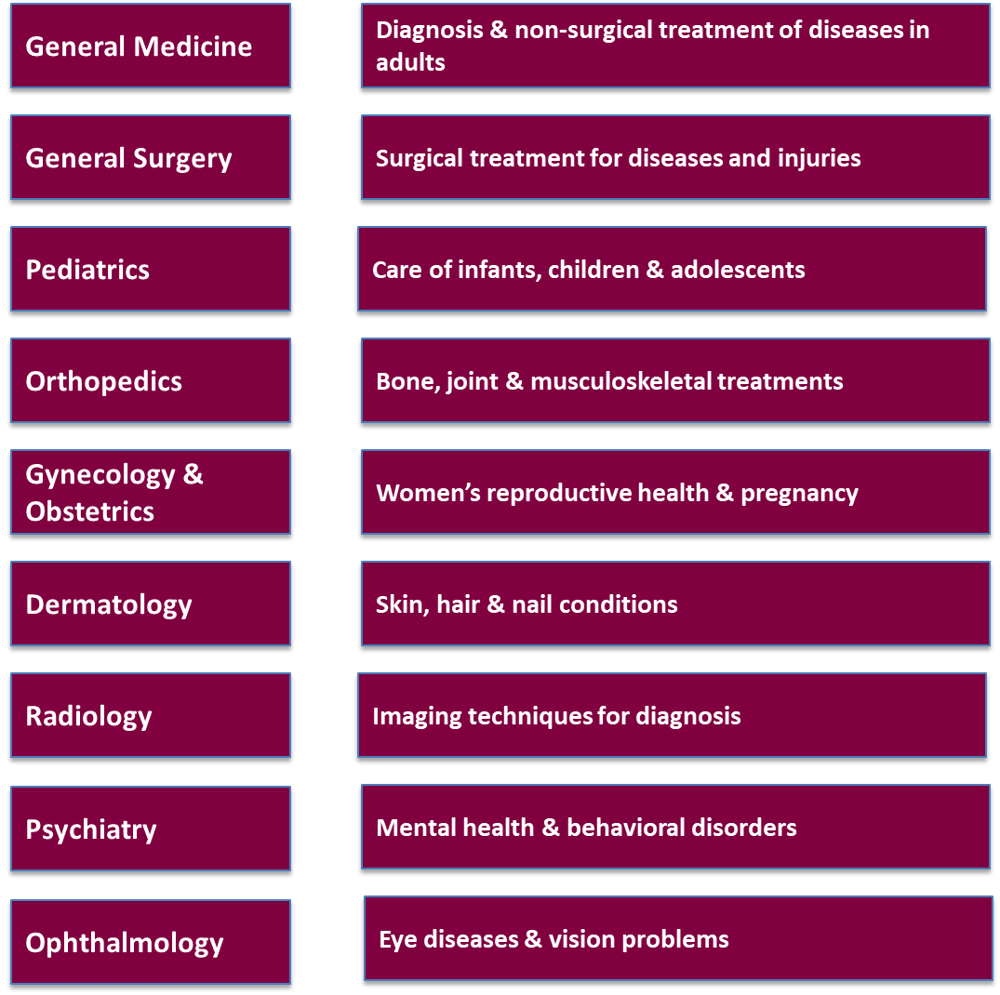 General Medicine
Diagnosis & non-surgical treatment of diseases in
adults
General Surgery
Surgical treatment for diseases and injuries
Pediatrics
Care of infants, children & adolescents
Orthopedics
Bone, joint & musculoskeletal treatments
Gynecology &
Obstetrics
Women’s reproductive health & pregnancy
Dermatology
Skin, hair & nail conditions
Radiology
Imaging techniques for diagnosis
Psychiatry
Mental health & behavioral disorders
Ophthalmology
Eye diseases & vision problems